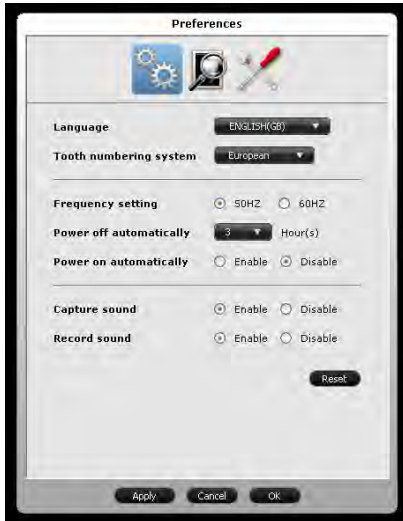 Preferences
Language ENGLISH(GB)
Tooth numbering system European
Frequency setting 50HZ 60HZ
Power off automatically 3 Hour(s)
Power on automatically Enable Disable
Capture sound Enable Disable
Record sound Enable Disable
Reset
Apply Cancel OK